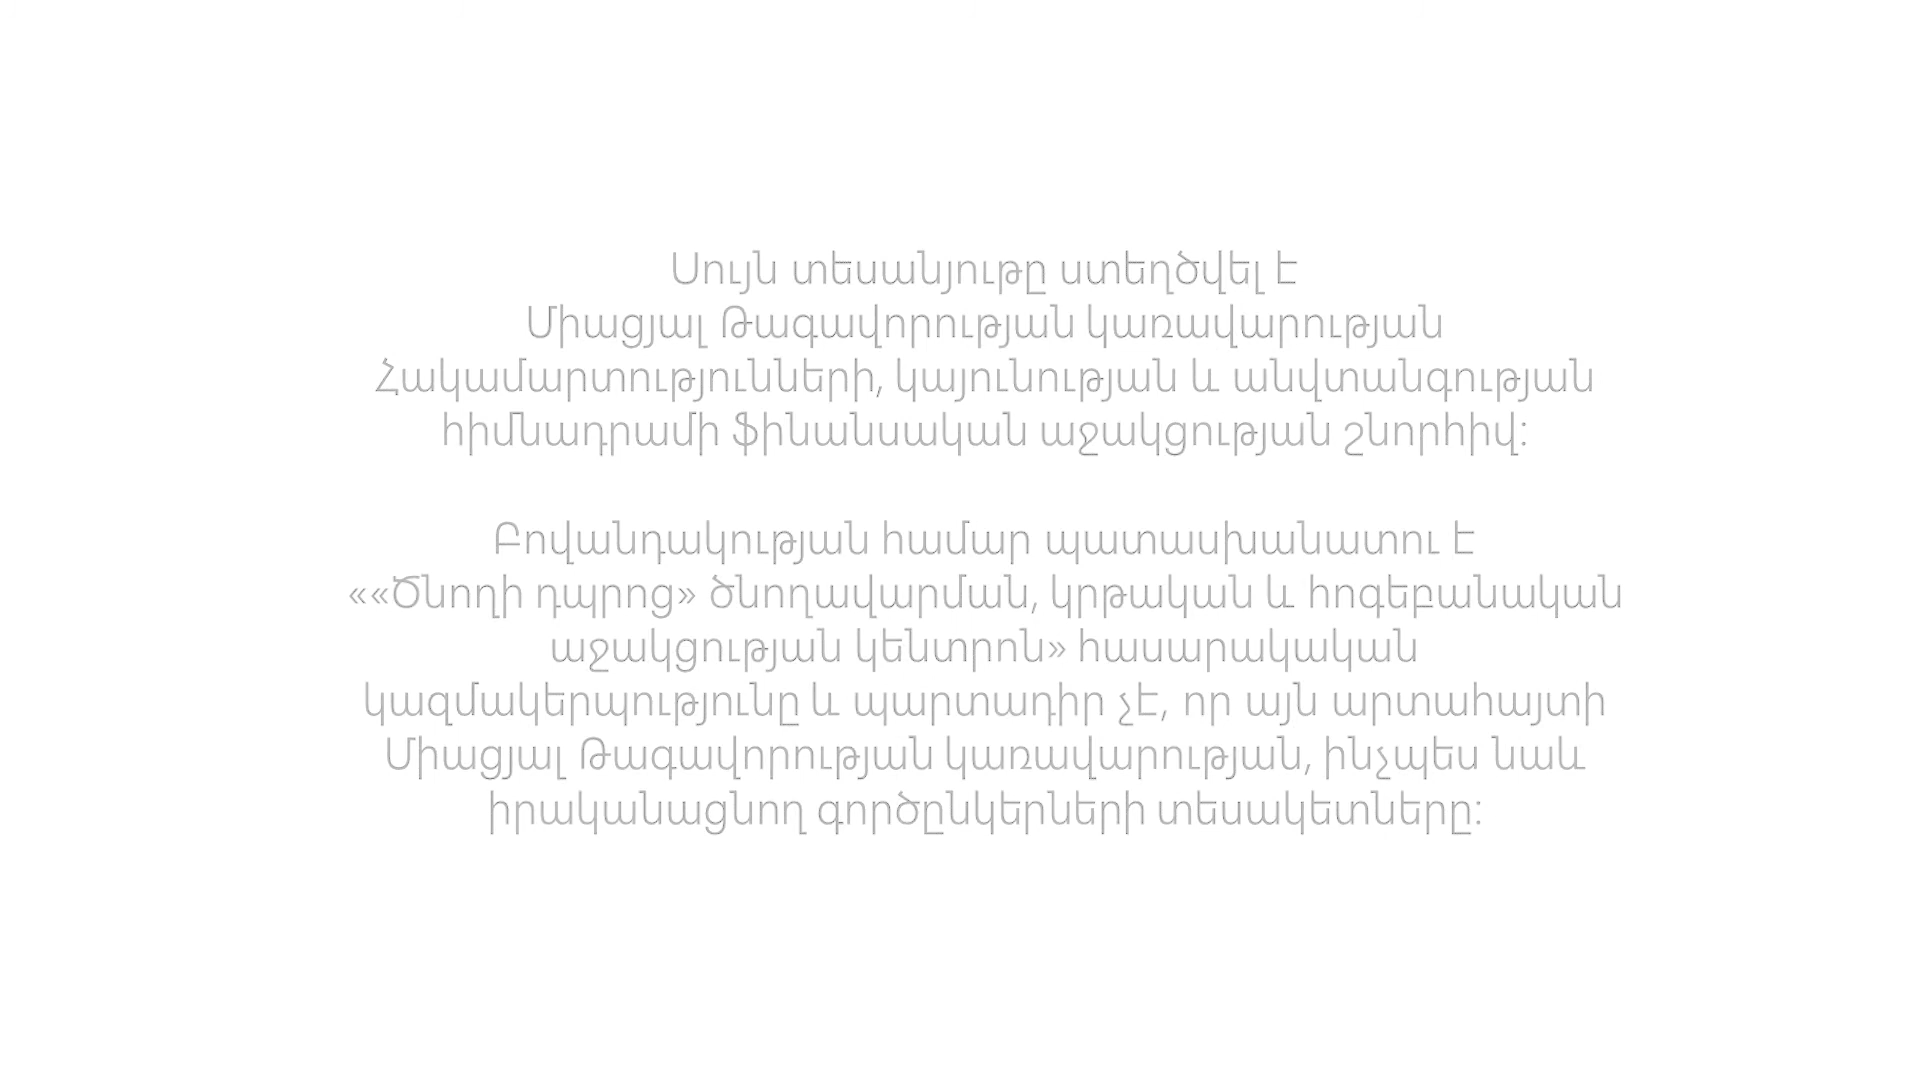 Սույն տեսանյութը ստեղծվել է
Միացյալ Թագավորության կառավարության
Հակամարտությունների, կայունության և անվտանգության
հիմնադրամի ֆինանսական աջակցության շնորհիվ:
Բովանդակության համար պատասխանատու է
««Ծնողի դպրոց» ծնողավարման, կրթական և հոգեբանական
աջակցության կենտրոն» հասարակական
կազմակերպությունը և պարտադիր չէ, որ այն արտահայտի
Միացյալ Թագավորության կառավարության, ինչպես նաև
իրականացնող գործընկերների տեսակետները: